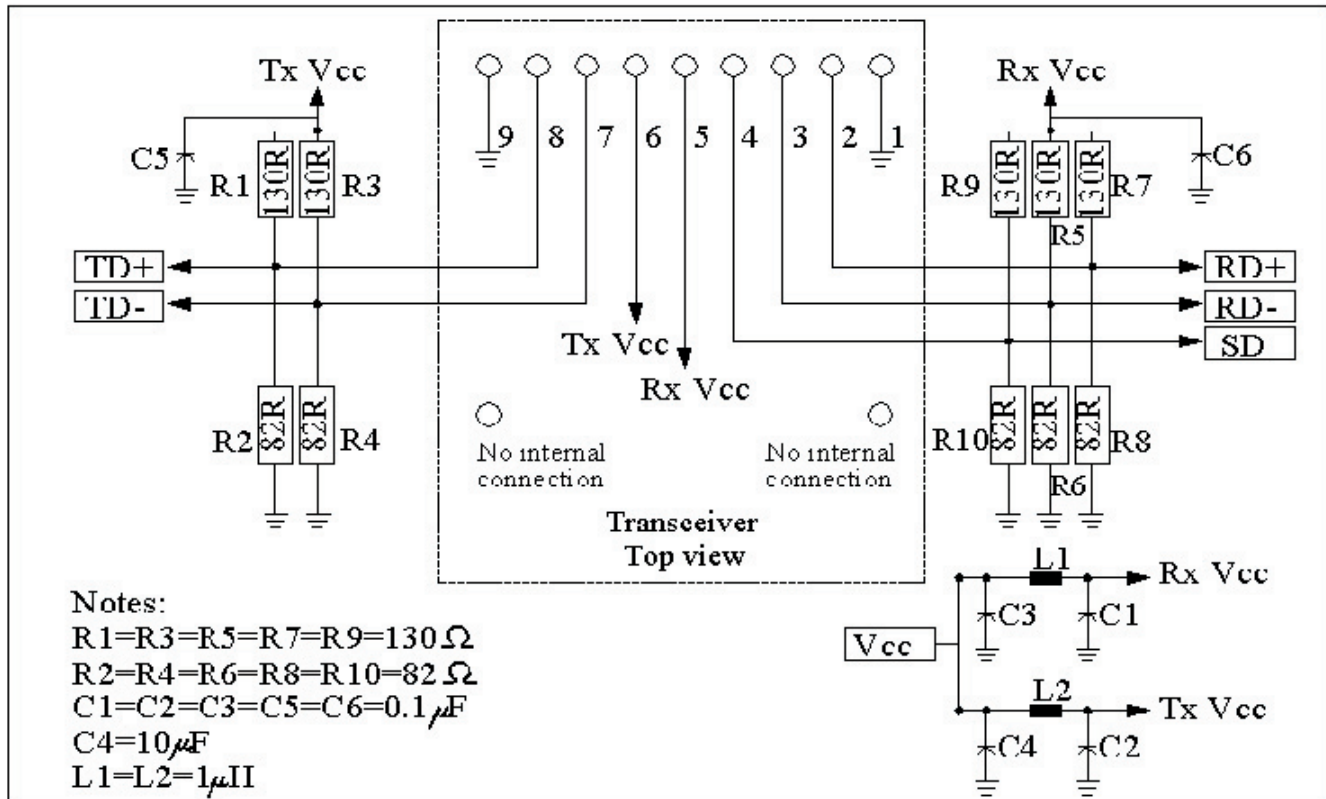 Tx Vcc
Rx Vcc
9 8 7 6 5 4 3 2 1
C5
C6
R1
130R
130R
R3
R9
130R
130R
130R
R7
R5
TD+
RD+
TD-
RD-
SD
Tx Vcc
Rx Vcc
R2
82R
82R
R4
R10
82R
82R
82R
R8
R6
No internal
connection
No internal
connection
Transceiver
Top view
L1
Rx Vcc
C3
C1
Vcc
L2
Tx Vcc
C4
C2
Notes:
R1=R3=R5=R7=R9=130Ω
R2=R4=R6=R8=R10=82Ω
C1=C2=C3=C5=C6=0.1μF
C4=10μF
L1=L2=1μH